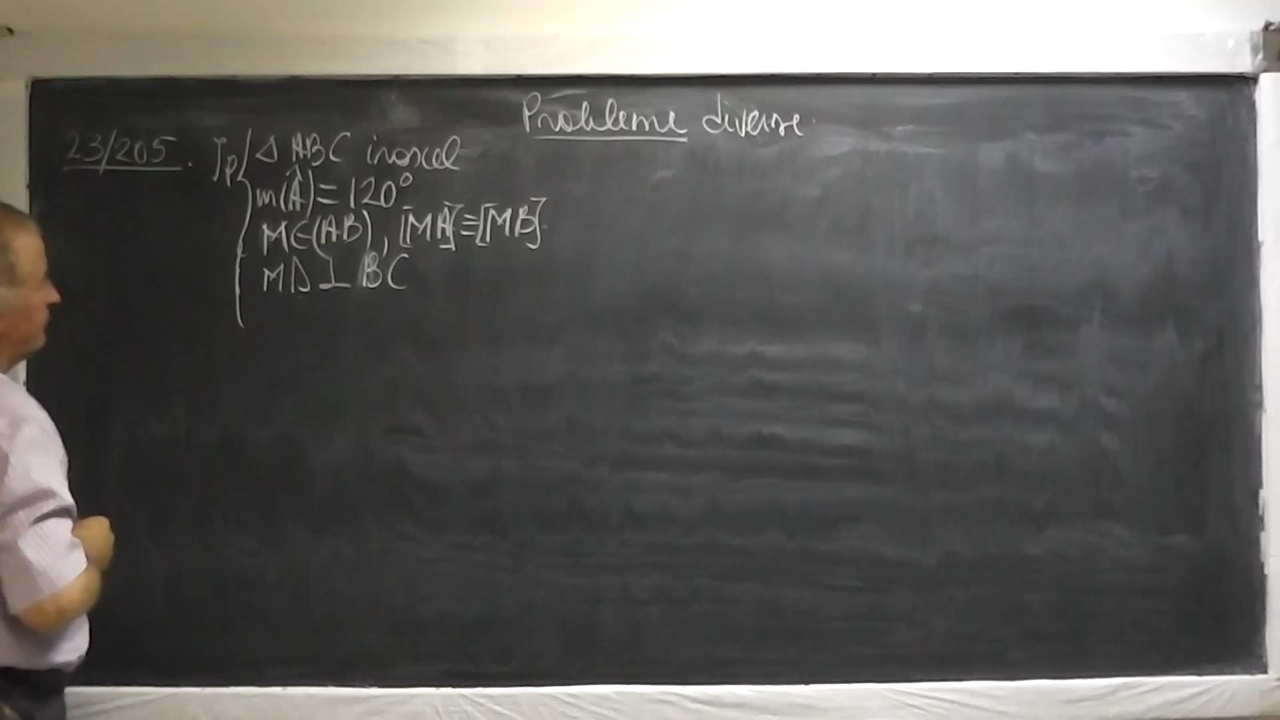 Probleme diverse
23/205. Ip Δ ABC isoscel
m(Â) = 120°
M∈(AB), [MA]≡[MB].
MD⊥BC